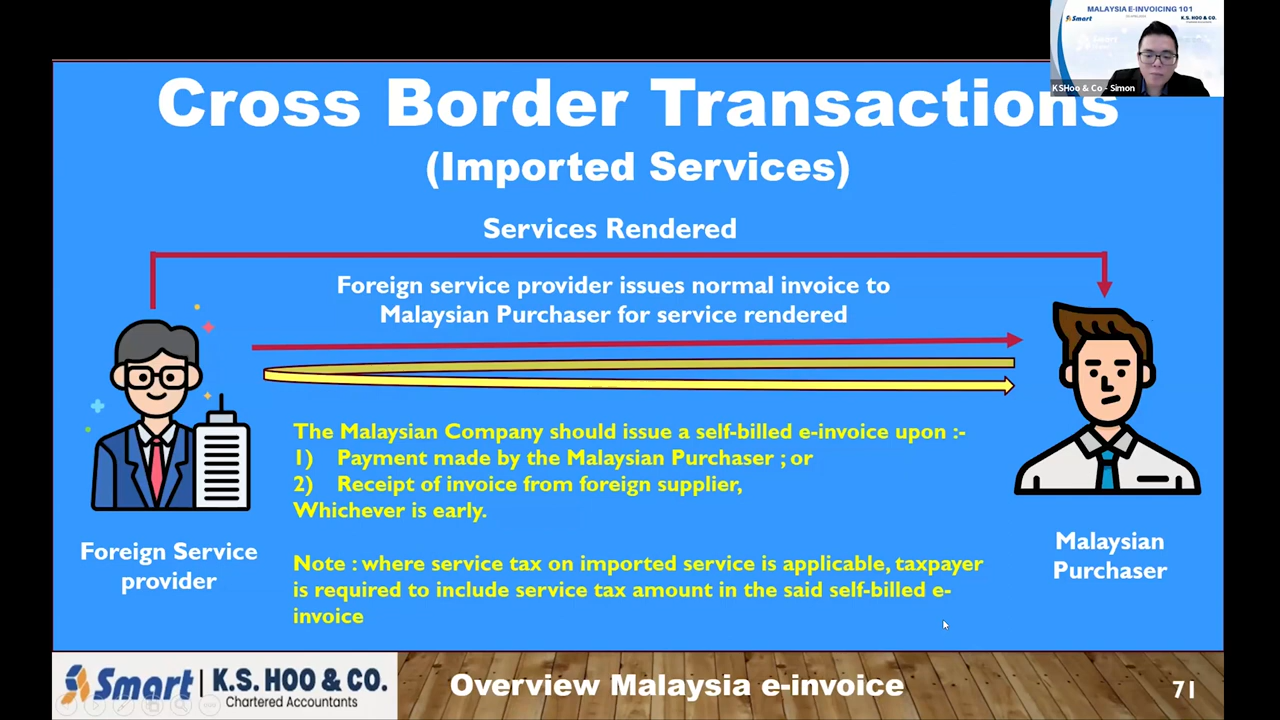 MALAYSIA E-INVOICING 101
Smart
K.S. HOO & CO.
KSHoo & Co - Simon
Cross Border Transactions
(Imported Services)
Services Rendered
Foreign service provider issues normal invoice to
Malaysian Purchaser for service rendered
The Malaysian Company should issue a self-billed e-invoice upon :-
1) Payment made by the Malaysian Purchaser ; or
2) Receipt of invoice from foreign supplier,
Whichever is early.
Note : where service tax on imported service is applicable, taxpayer
is required to include service tax amount in the said self-billed e-
invoice
Foreign Service
provider
Malaysian
Purchaser
Smart | K.S. HOO & CO.
Chartered Accountants
Overview Malaysia e-invoice
71